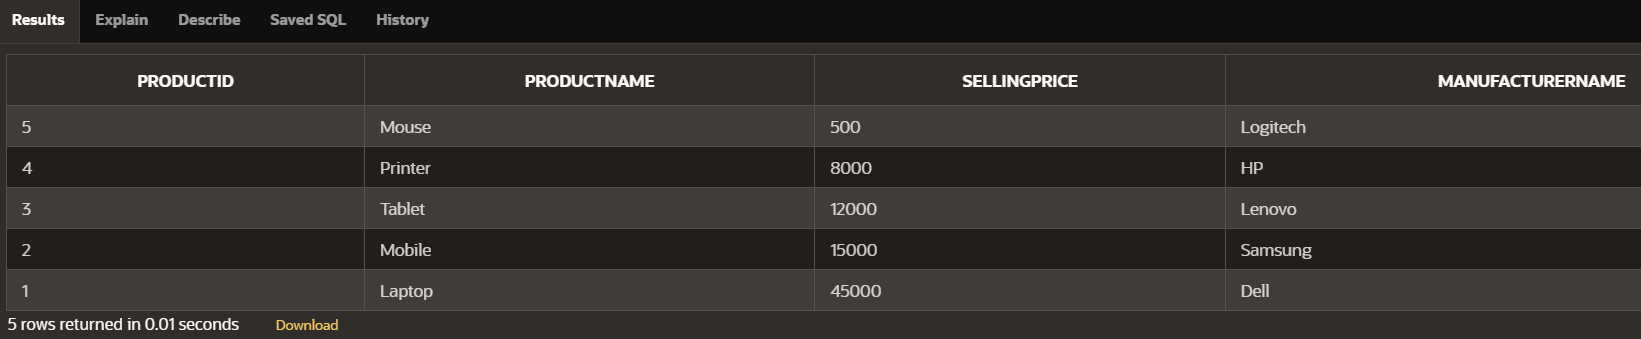 Results Explain Describe Saved SQL History
PRODUCTID PRODUCTNAME SELLINGPRICE MANUFACTURERNAME
5 Mouse 500 Logitech
4 Printer 8000 HP
3 Tablet 12000 Lenovo
2 Mobile 15000 Samsung
1 Laptop 45000 Dell
5 rows returned in 0.01 seconds Download